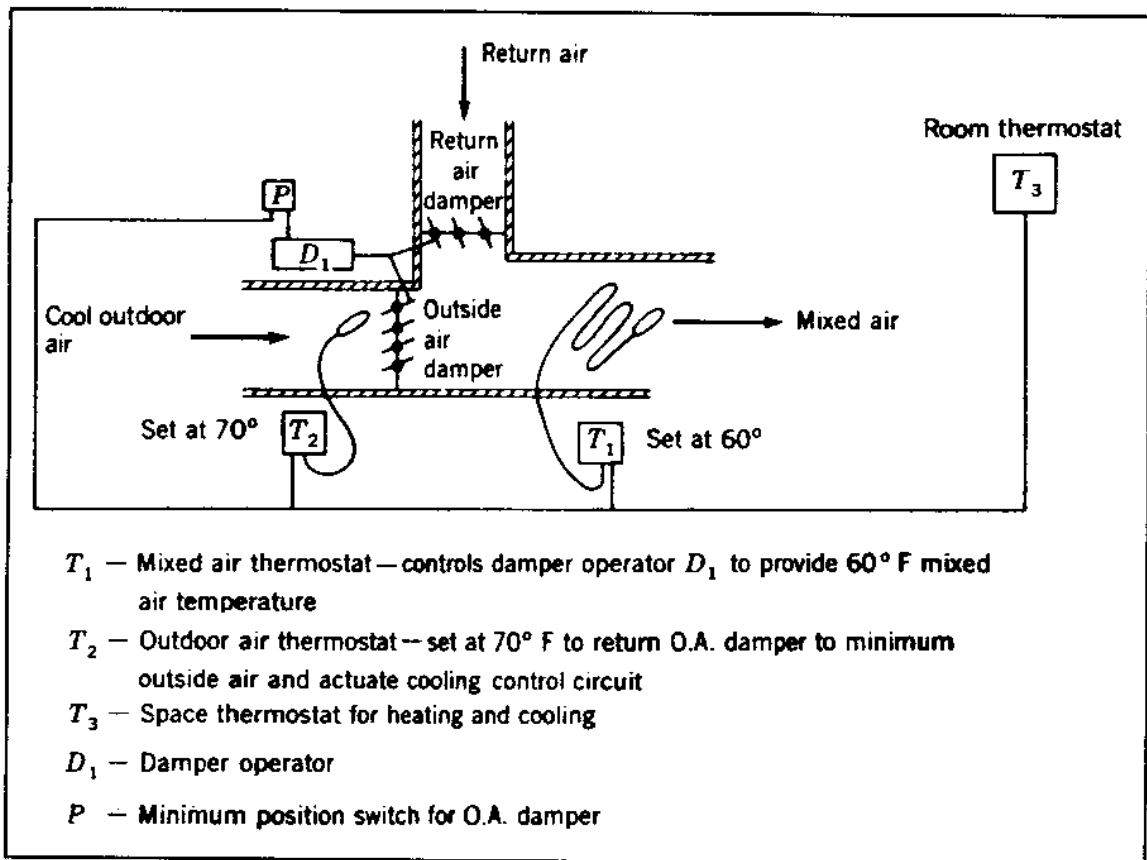 Return air
Return
air
damper
Room thermostat
P
T3
D1
Cool outdoor
air
Outside
air
damper
Mixed air
Set at 70° T2
T1 Set at 60°
T1 — Mixed air thermostat—controls damper operator D1 to provide 60° F mixed
air temperature
T2 — Outdoor air thermostat—set at 70° F to return O.A. damper to minimum
outside air and actuate cooling control circuit
T3 — Space thermostat for heating and cooling
D1 — Damper operator
P — Minimum position switch for O.A. damper